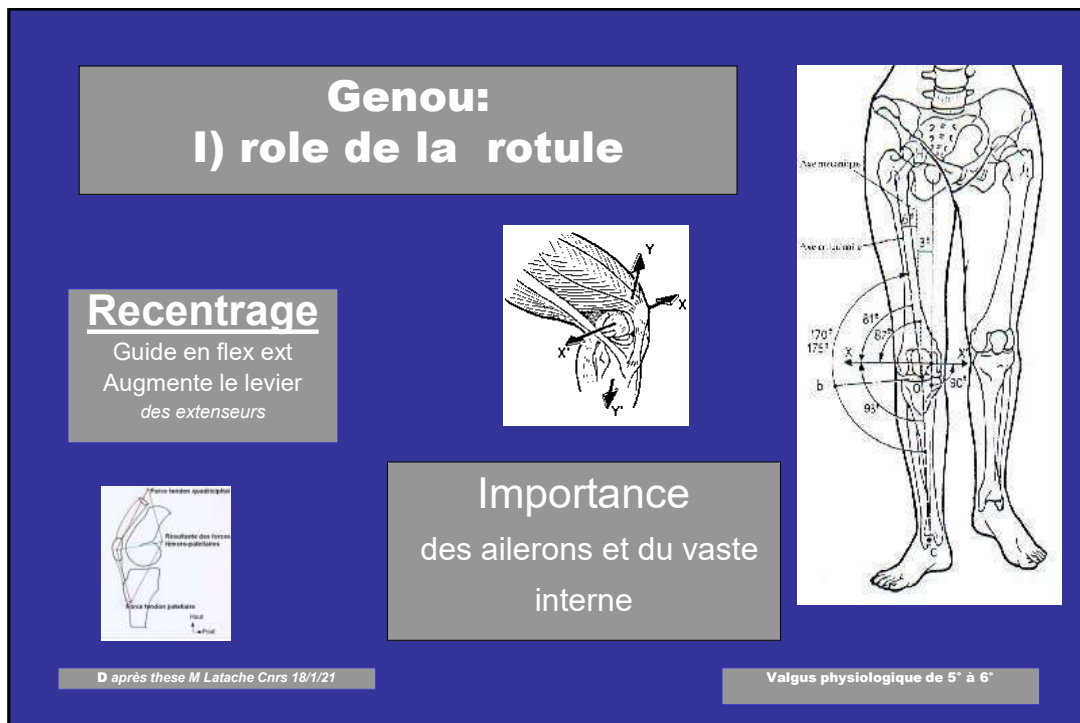 Genou:
I) role de la rotule
Recentrage
Guide en flex ext
Augmente le levier
des extenseurs
Y
X
X'
Y'
Importance
des ailerons et du vaste
interne
Force tendon quadricipital
Résultante des forces
fémoro-patellaires
Force tendon patellaire
Haut
Post
Axe mécanique
H
6°
3°
81°
87°
170°
175°
X
X'
b
O
90°
93°
C
D après these M Latache Cnrs 18/1/21
Valgus physiologique de 5° à 6°